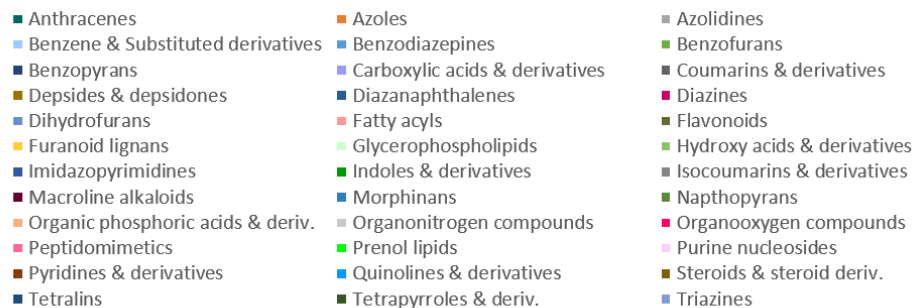 Anthracenes Azoles Azolidines
Benzene & Substituted derivatives Benzodiazepines Benzofurans
Benzopyrans Carboxylic acids & derivatives Coumarins & derivatives
Depsides & depsidones Diazanaphthalenes Diazines
Dihydrofurans Fatty acyls Flavonoids
Furanoid lignans Glycerophospholipids Hydroxy acids & derivatives
Imidazopyrimidines Indoles & derivatives Isocoumarins & derivatives
Macroline alkaloids Morphinans Napthopyrans
Organic phosphoric acids & deriv. Organonitrogen compounds Organooxygen compounds
Peptidomimetics Prenol lipids Purine nucleosides
Pyridines & derivatives Quinolines & derivatives Steroids & steroid deriv.
Tetralins Tetrapyrroles & deriv. Triazines